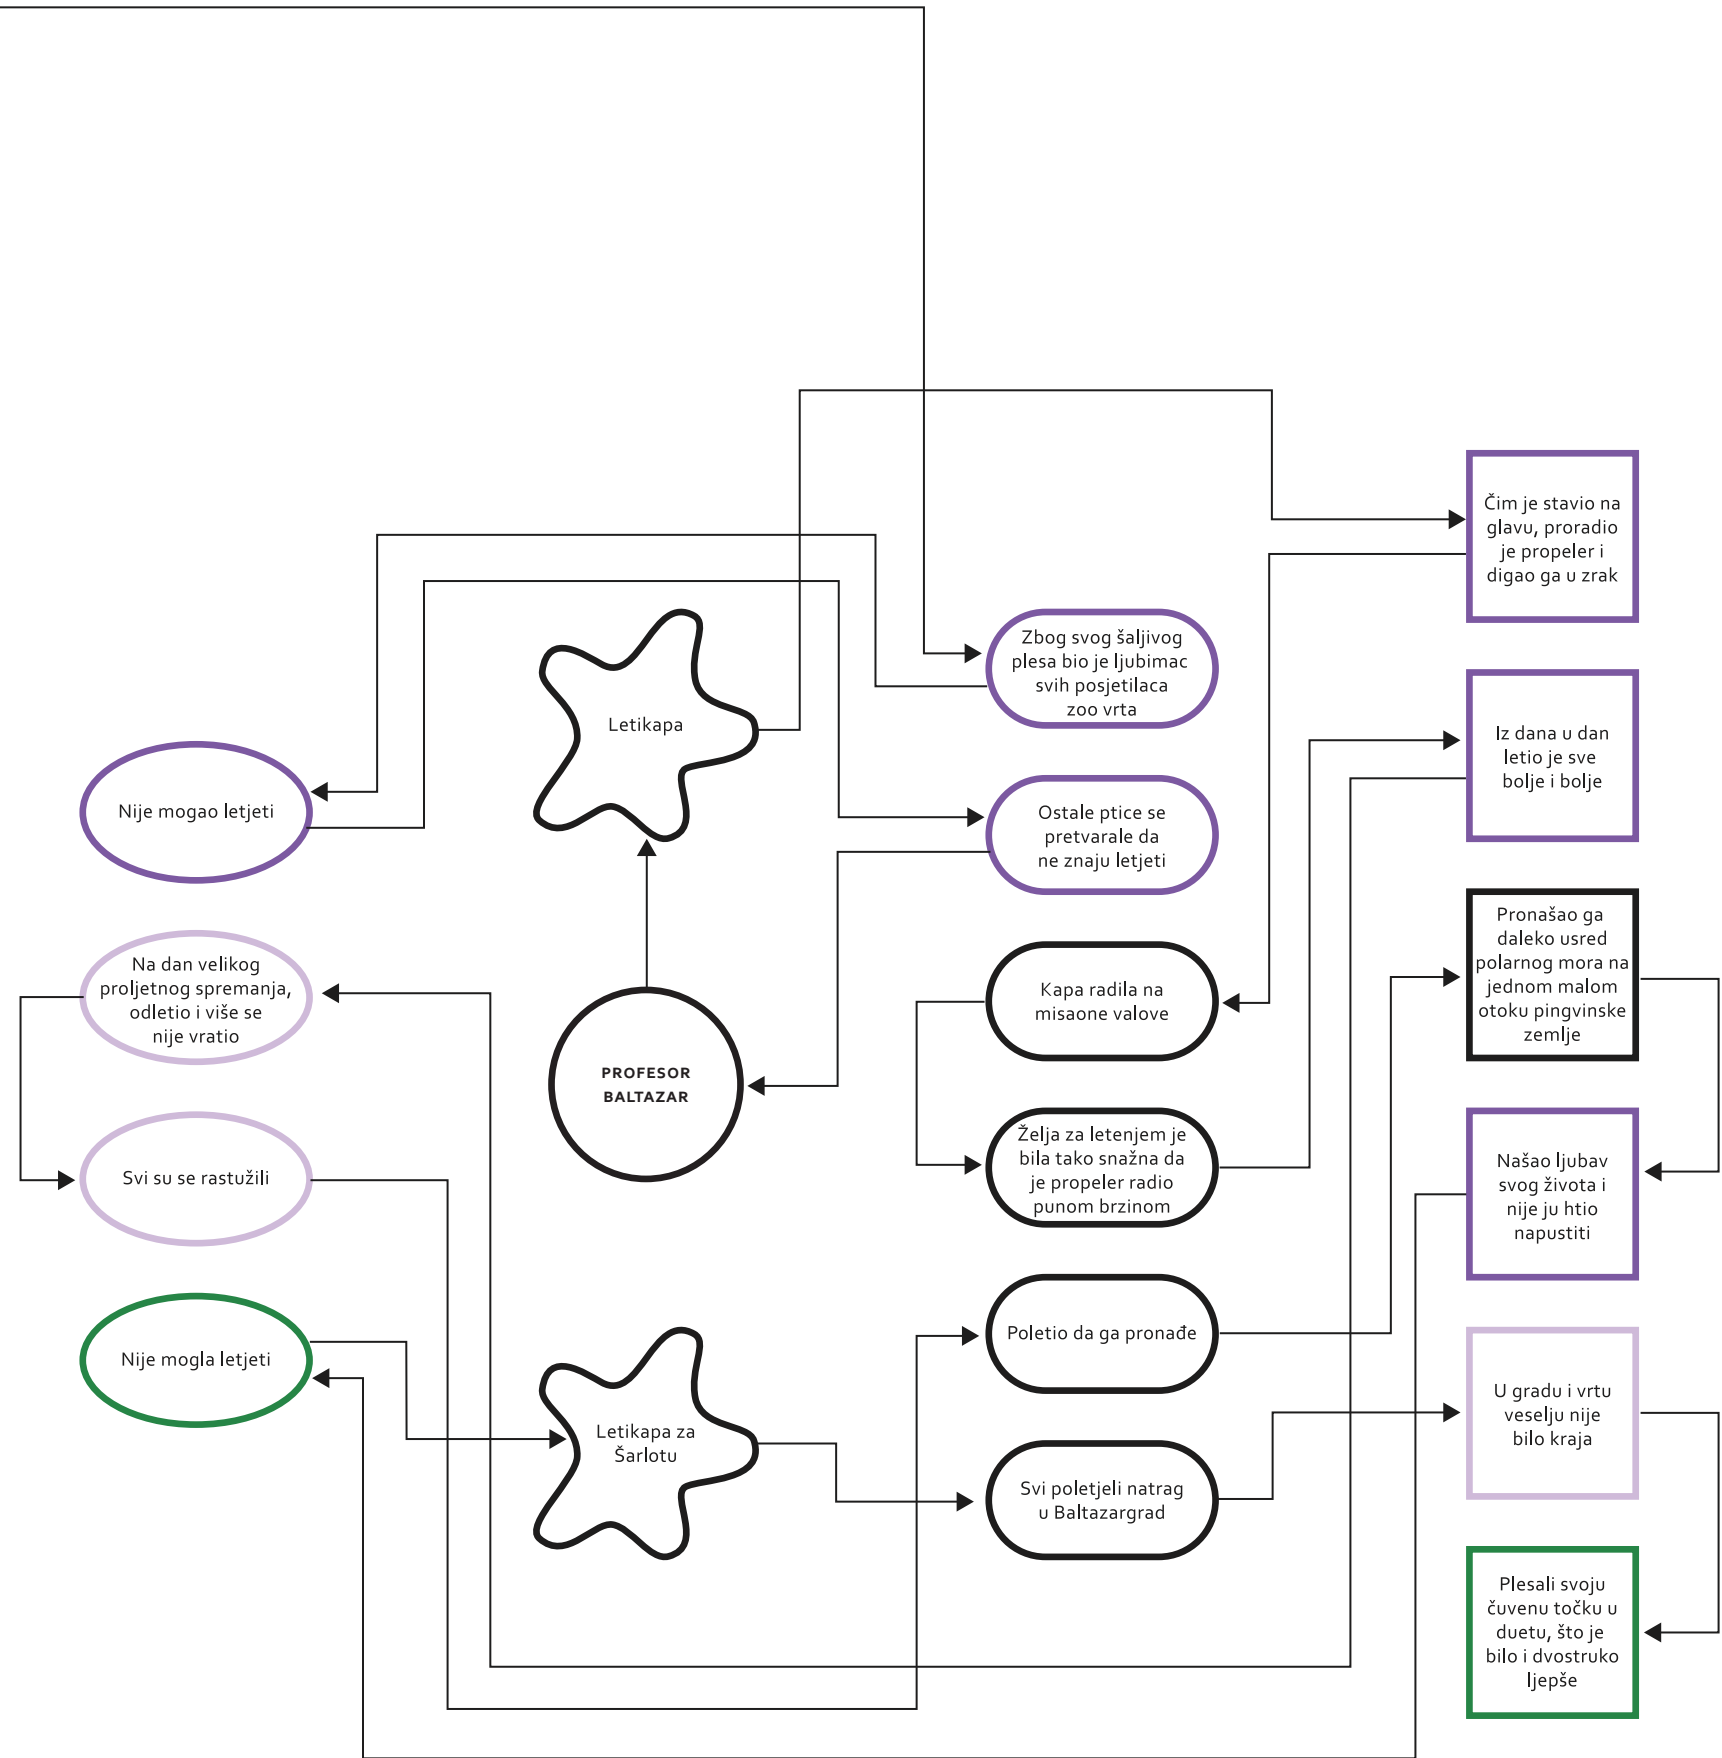 Čim je stavio na
glavu, proradio
je propeler i
digao ga u zrak
Zbog svog šaljivog
plesa bio je ljubimac
svih posjetilaca
zoo vrta
Letikapa
Iz dana u dan
letio je sve
bolje i bolje
Nije mogao letjeti
Ostale ptice se
pretvarale da
ne znaju letjeti
Pronašao ga
daleko usred
polarnog mora na
jednom malom
otoku pingvinske
zemlje
Na dan velikog
proljetnog spremanja,
odletio i više se
nije vratio
Kapa radila na
misaone valove
PROFESOR
BALTAZAR
Želja za letenjem je
bila tako snažna da
je propeler radio
punom brzinom
Našao ljubav
svog života i
nije ju htio
napustiti
Svi su se rastužili
Poletio da ga pronađe
Nije mogla letjeti
U gradu i vrtu
veselju nije
bilo kraja
Letikapa za
Šarlotu
Svi poletjeli natrag
u Baltazargrad
Plesali svoju
čuvenu točku u
duetu, što je
bilo i dvostruko
ljepše